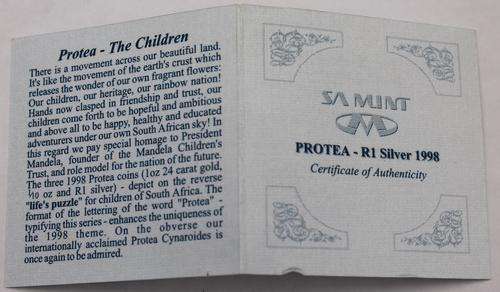 Protea - The Children
There is a movement across our beautiful land.
It's like the movement of the earth's crust which
releases the wonder of our own fragrant flowers:
Our children, our heritage, our rainbow nation!
Hands now clasped in friendship and trust, our
children come forth to be hopeful and ambitious
and above all to be happy, healthy and educated
adventurers under our own South African sky! In
this regard we pay special homage to President
Mandela, founder of the Mandela Children's
Trust, and role model for the nation of the future.
The three 1998 Protea coins (1oz 24 carat gold,
1/10 oz and R1 silver) - depict on the reverse
"life's puzzle" for children of South Africa. The
format of the lettering of the word "Protea" -
typifying this series - enhances the uniqueness of
the 1998 theme. On the obverse our
internationally acclaimed Protea Cynaroides is
once again to be admired.
SA MINT
PROTEA - R1 Silver 1998
Certificate of Authenticity